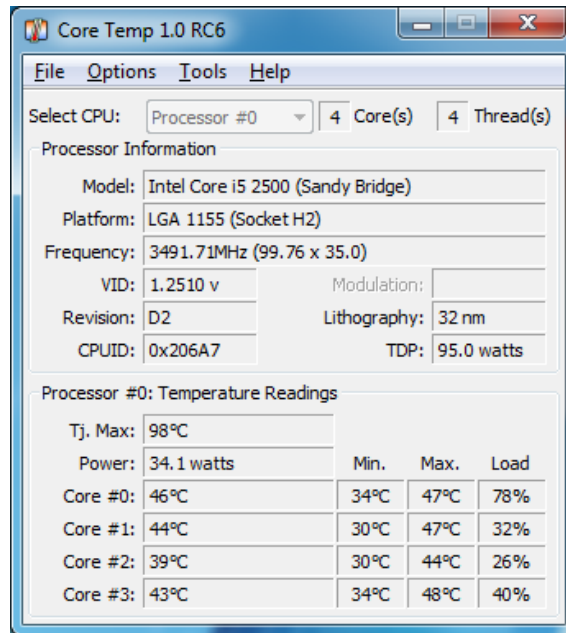 Core Temp 1.0 RC6
File Options Tools Help
Select CPU: Processor #0 4 Core(s) 4 Thread(s)
Processor Information
Model: Intel Core i5 2500 (Sandy Bridge)
Platform: LGA 1155 (Socket H2)
Frequency: 3491.71MHz (99.76 x 35.0)
VID: 1.2510 v Modulation:
Revision: D2 Lithography: 32 nm
CPUID: 0x206A7 TDP: 95.0 watts
Processor #0: Temperature Readings
Tj. Max: 98°C
Power: 34.1 watts Min. Max. Load
Core #0: 46°C 34°C 47°C 78%
Core #1: 44°C 30°C 47°C 32%
Core #2: 39°C 30°C 44°C 26%
Core #3: 43°C 34°C 48°C 40%